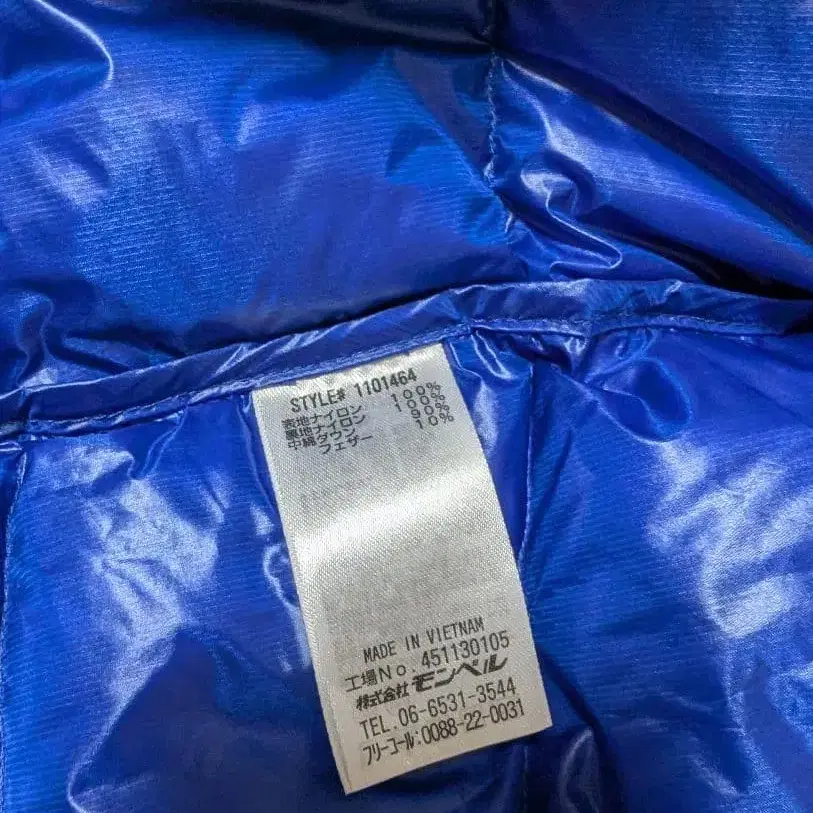 STYLE# 1101464
表地ナイロン 100%
裏地ナイロン 100%
中綿ダウン 90%
フェザー 10%
MADE IN VIETNAM
工場No.451130105
株式会社モンベル
TEL.06-6531-3544
フリーコール:0088-22-0031